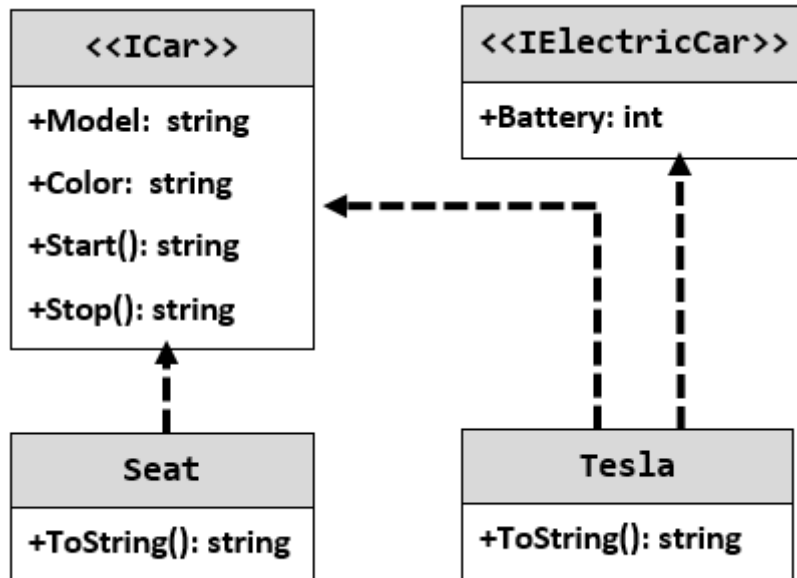 <<ICar>>
+Model: string
+Color: string
+Start(): string
+Stop(): string
<<IElectricCar>>
+Battery: int
Seat
+ToString(): string
Tesla
+ToString(): string